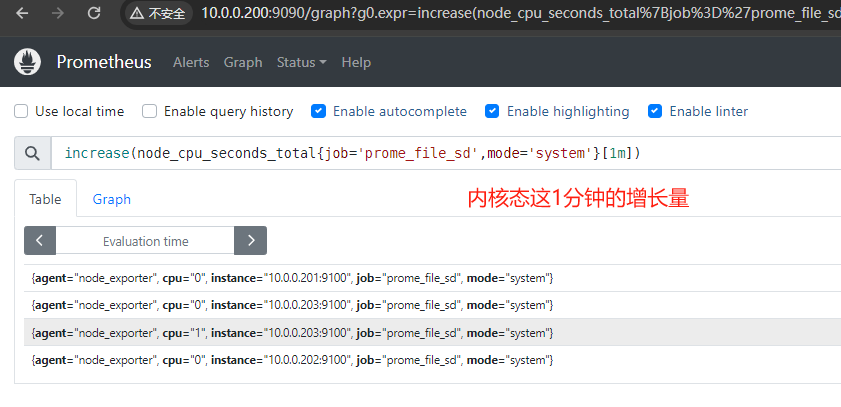 不安全
10.0.0.200:9090/graph?g0.expr=increase(node_cpu_seconds_total%7Bjob%3D%27prome_file_sd
Prometheus
Alerts
Graph
Status
Help
Use local time
Enable query history
Enable autocomplete
Enable highlighting
Enable linter
increase(node_cpu_seconds_total{job='prome_file_sd',mode='system'}[1m])
内核态这1分钟的增长量
Table
Graph
Evaluation time
{agent="node_exporter", cpu="0", instance="10.0.0.201:9100", job="prome_file_sd", mode="system"}
{agent="node_exporter", cpu="0", instance="10.0.0.203:9100", job="prome_file_sd", mode="system"}
{agent="node_exporter", cpu="1", instance="10.0.0.203:9100", job="prome_file_sd", mode="system"}
{agent="node_exporter", cpu="0", instance="10.0.0.202:9100", job="prome_file_sd", mode="system"}